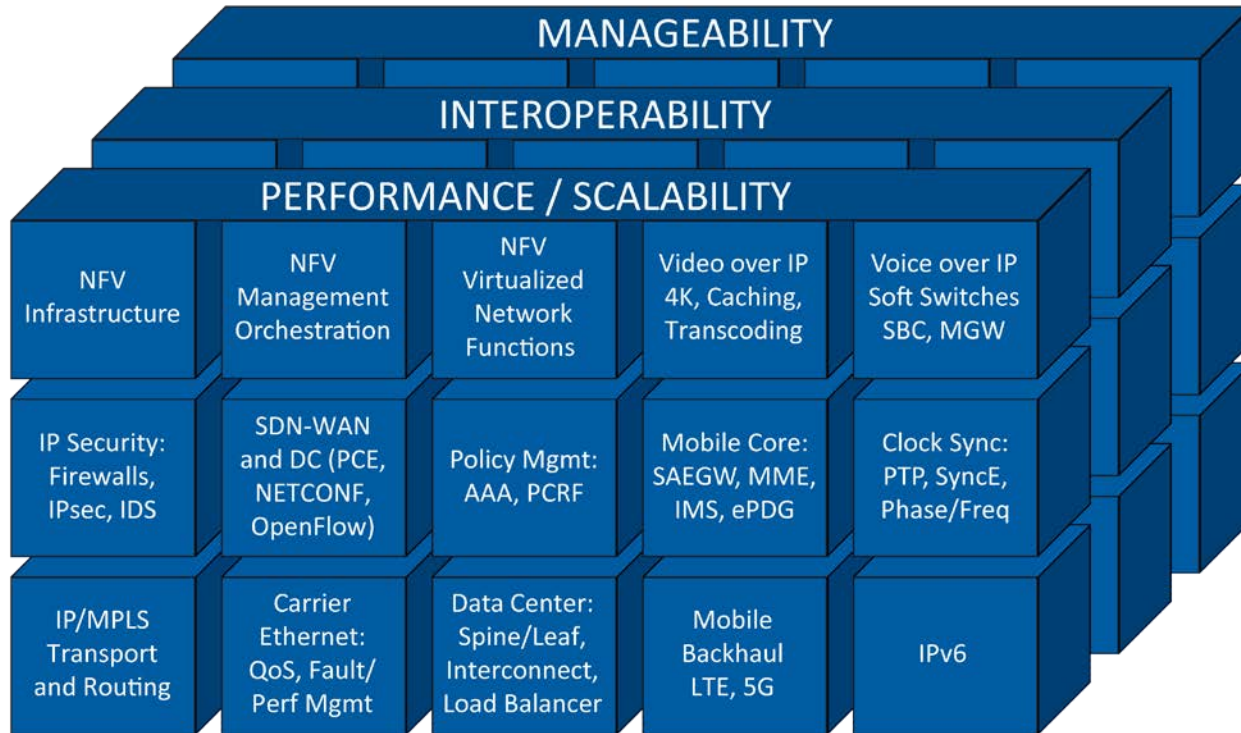 MANAGEABILITY
INTEROPERABILITY
PERFORMANCE / SCALABILITY
NFV
Infrastructure
NFV
Management
Orchestration
NFV
Virtualized
Network
Functions
Video over IP
4K, Caching,
Transcoding
Voice over IP
Soft Switches
SBC, MGW
IP Security:
Firewalls,
IPsec, IDS
SDN-WAN
and DC (PCE,
NETCONF,
OpenFlow)
Policy Mgmt:
AAA, PCRF
Mobile Core:
SAEGW, MME,
IMS, ePDG
Clock Sync:
PTP, SyncE,
Phase/Freq
IP/MPLS
Transport
and Routing
Carrier
Ethernet:
QoS, Fault/
Perf Mgmt
Data Center:
Spine/Leaf,
Interconnect,
Load Balancer
Mobile
Backhaul
LTE, 5G
IPv6